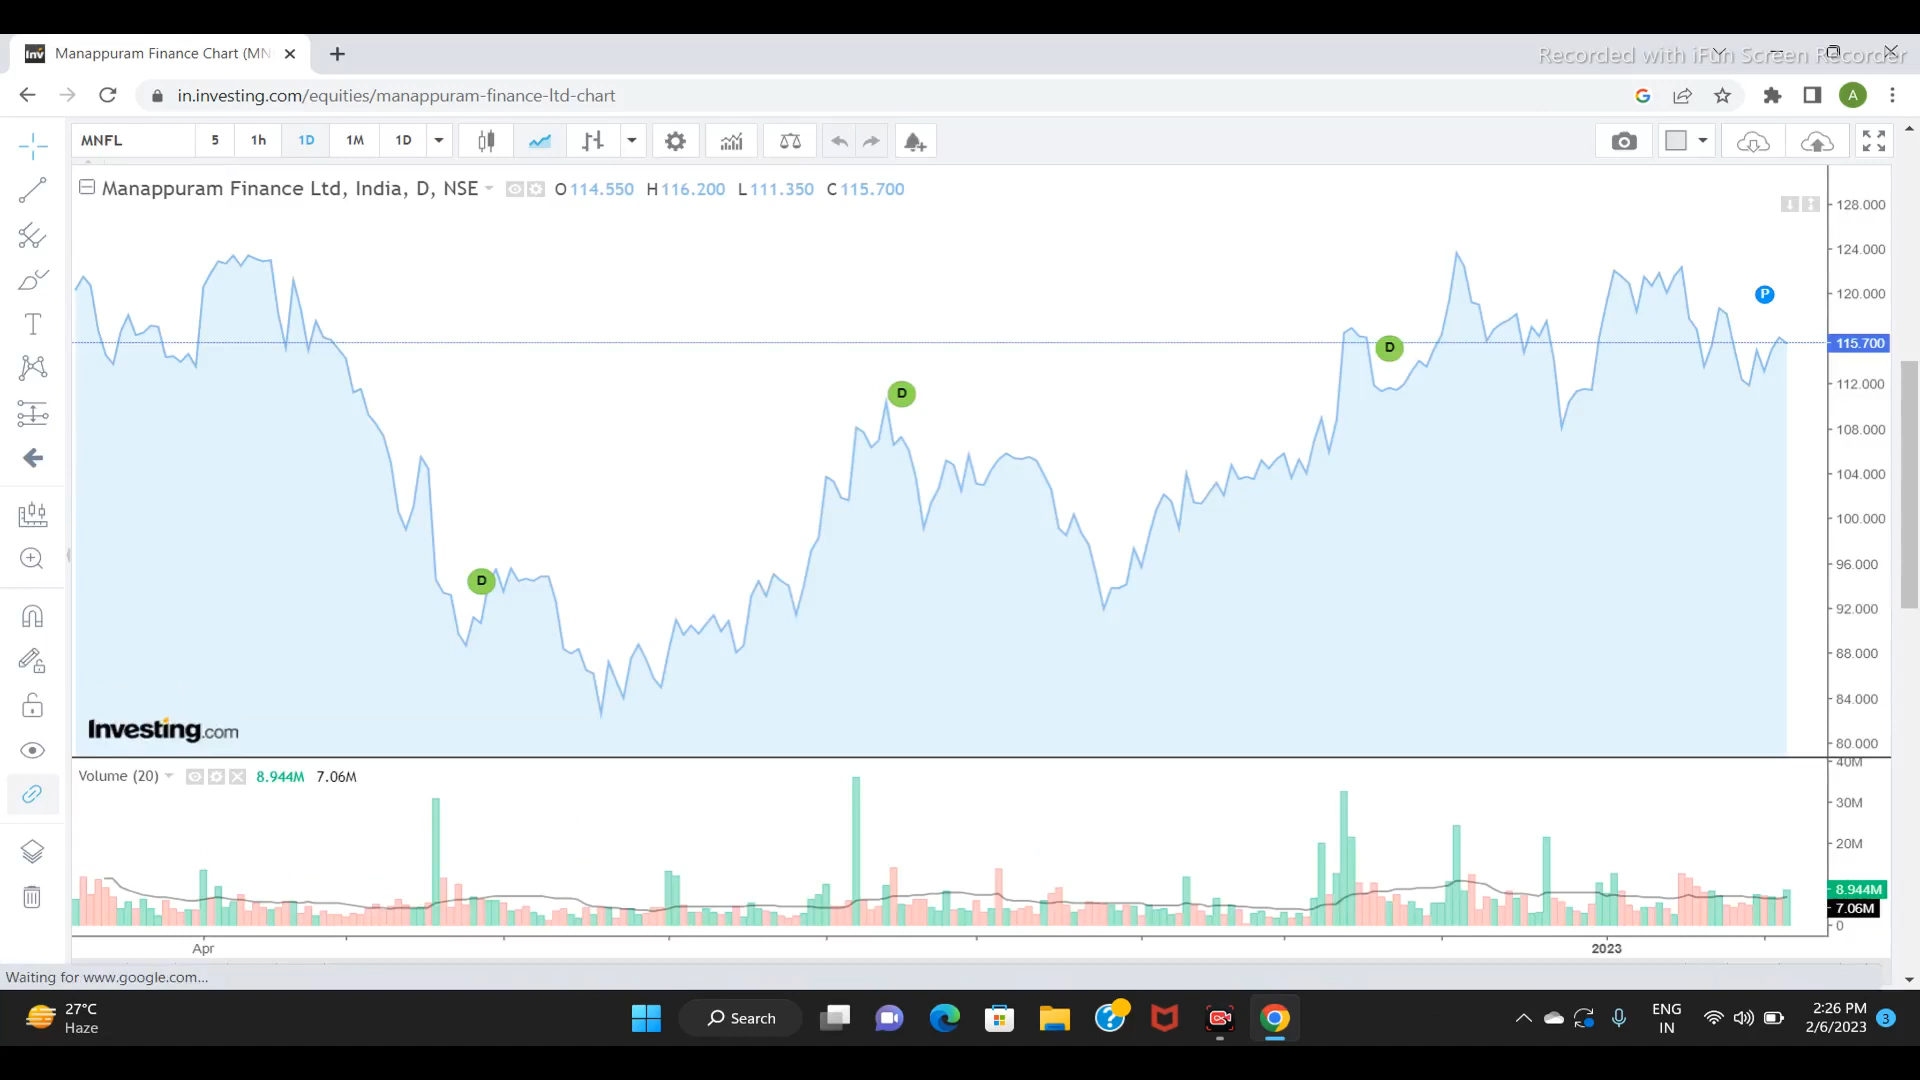 Manappuram Finance Chart (MN
Recorded with iFun Screen Recorder
in.investing.com/equities/manappuram-finance-ltd-chart
A
MNFL 5 1h 1D 1M 1D
Manappuram Finance Ltd, India, D, NSE O114.550 H116.200 L111.350 C115.700
128.000
124.000
120.000
P
115.700
D
112.000
D
108.000
104.000
100.000
96.000
D
92.000
88.000
84.000
Investing.com
80.000
Volume (20) 8.944M 7.06M
40M
30M
20M
8.944M
7.06M
0
Apr 2023
Waiting for www.google.com...
27°C
Haze
Search
ENG
IN
2:26 PM
2/6/2023
3